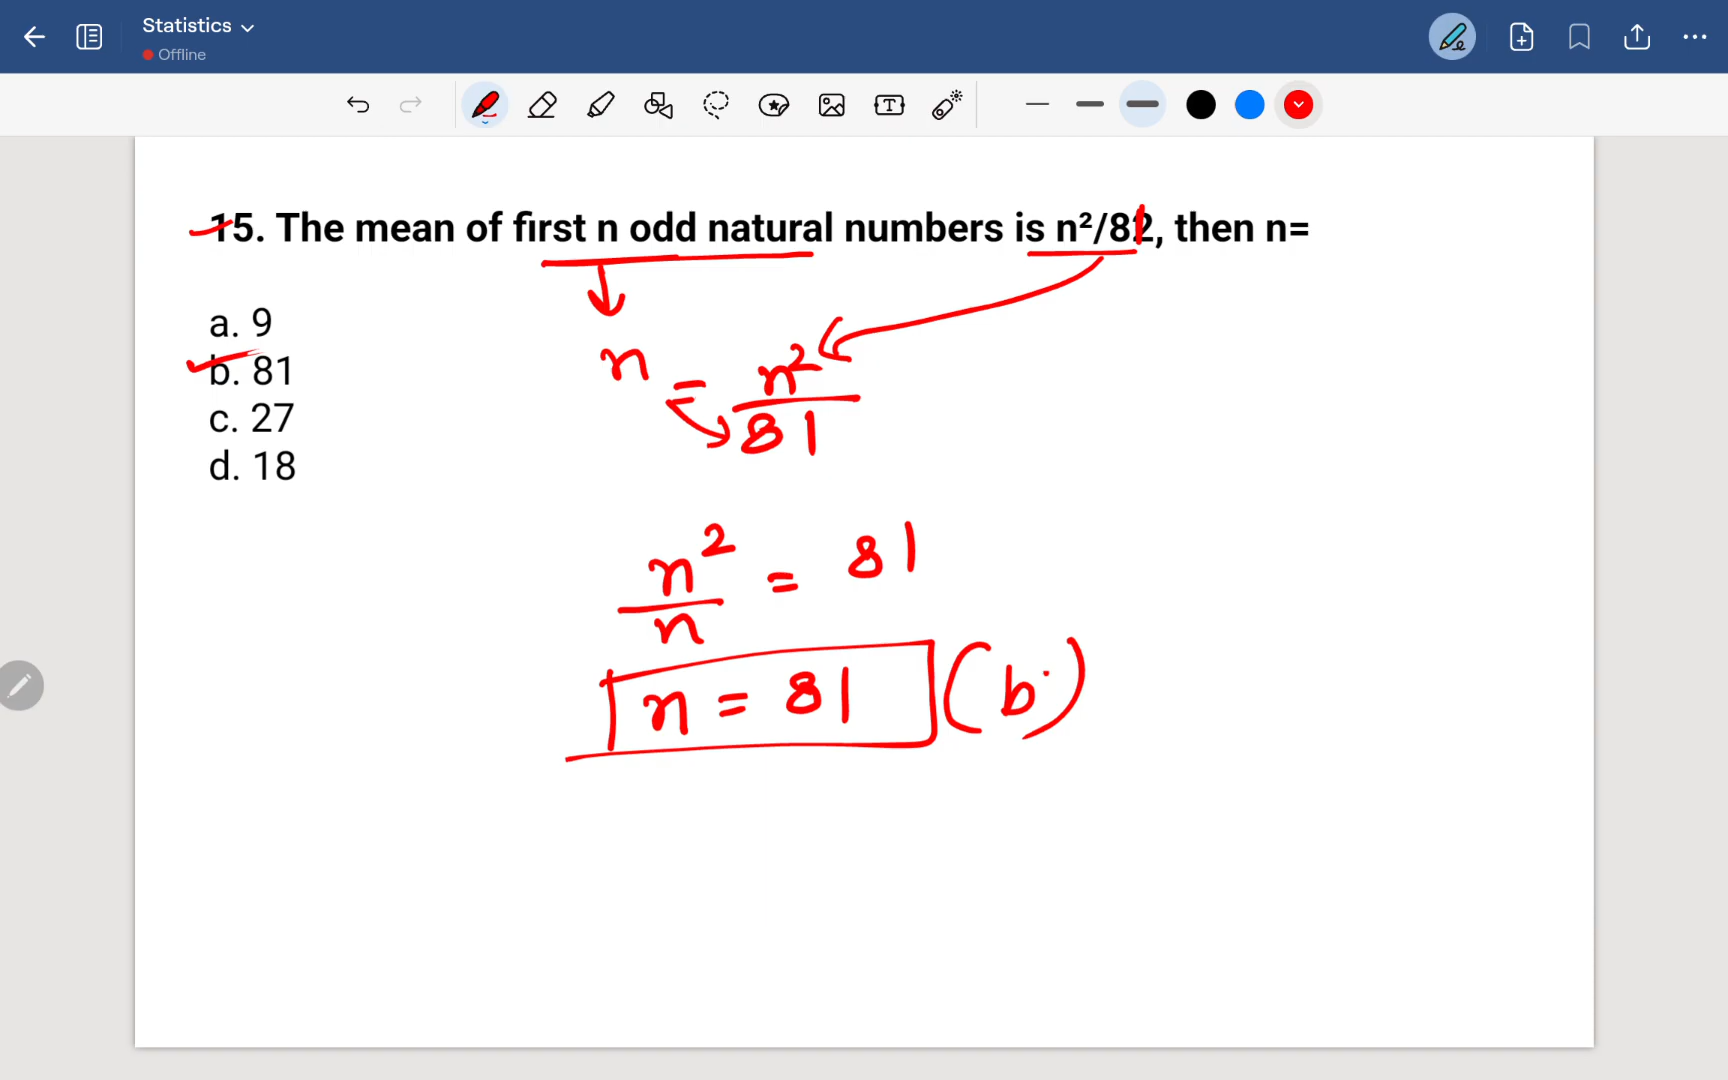 Statistics
Offline
15. The mean of first n odd natural numbers is n²/81, then n=
a. 9
b. 81
c. 27
d. 18
n = n²/81
n²/n = 81
n = 81 (b)